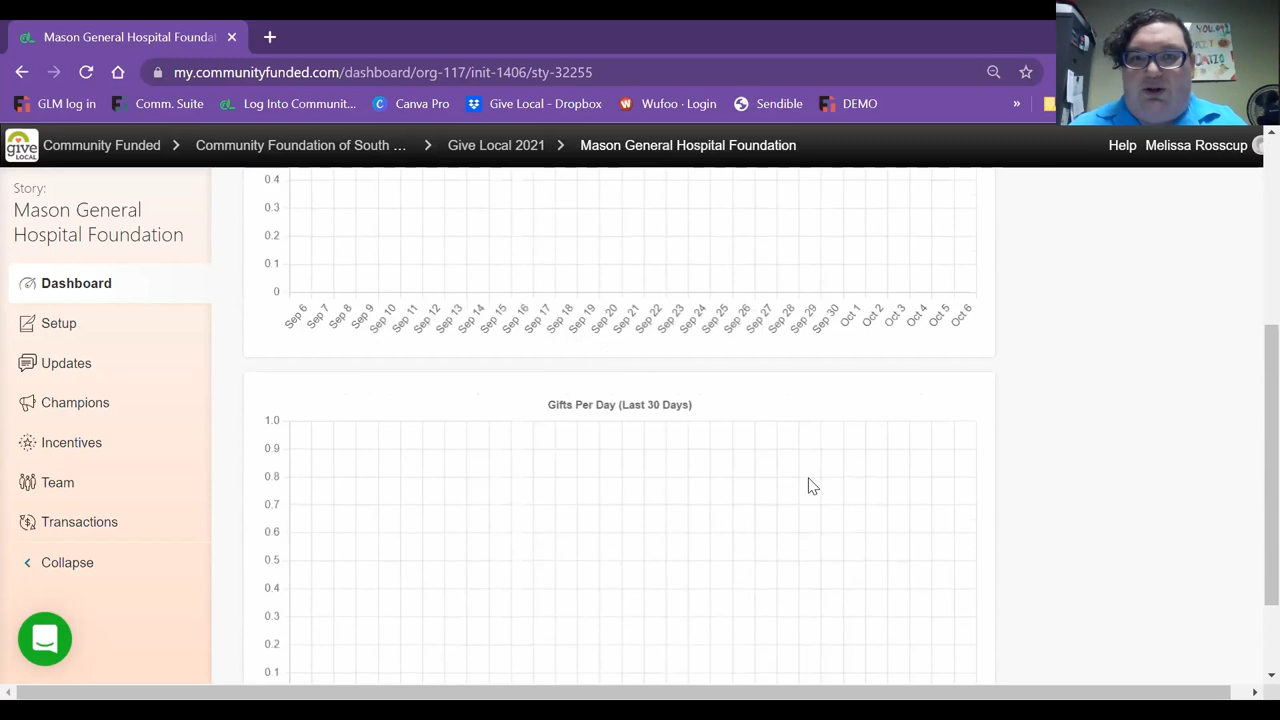 Mason General Hospital Founda
my.communityfunded.com/dashboard/org-117/init-1406/sty-32255
GLM log in
Comm. Suite
Log Into Communit...
Canva Pro
Give Local - Dropbox
Wufoo · Login
Sendible
DEMO
»
give LOCAL
Community Funded
Community Foundation of South ...
Give Local 2021
Mason General Hospital Foundation
Help
Melissa Rosscup
Story:
Mason General
Hospital Foundation
Dashboard
Setup
Updates
Champions
Incentives
Team
Transactions
Collapse
0.4
0.3
0.2
0.1
0
Sep 6
Sep 7
Sep 8
Sep 9
Sep 10
Sep 11
Sep 12
Sep 13
Sep 14
Sep 15
Sep 16
Sep 17
Sep 18
Sep 19
Sep 20
Sep 21
Sep 22
Sep 23
Sep 24
Sep 25
Sep 26
Sep 27
Sep 28
Sep 29
Sep 30
Oct 1
Oct 2
Oct 3
Oct 4
Oct 5
Oct 6
Gifts Per Day (Last 30 Days)
1.0
0.9
0.8
0.7
0.6
0.5
0.4
0.3
0.2
0.1